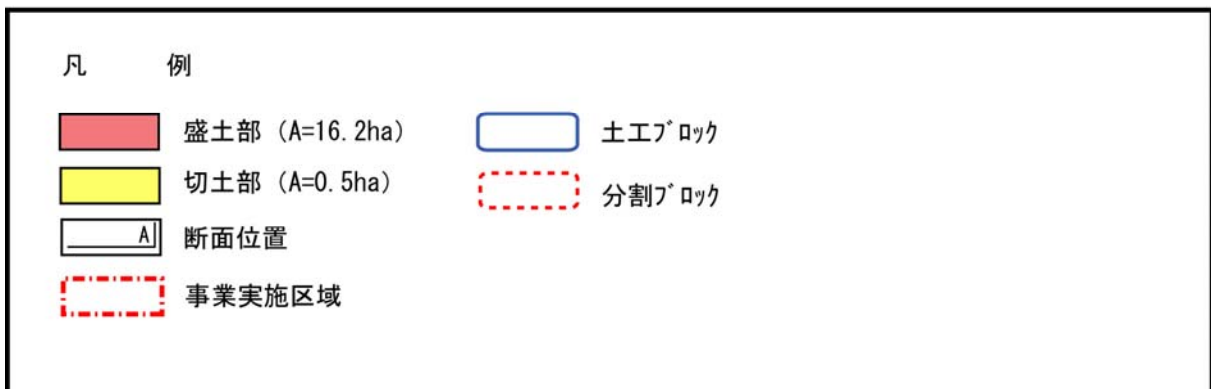 凡　　例
盛土部（A=16.2ha）
切土部（A=0.5ha）
A 断面位置
事業実施区域
土工ﾌﾞﾛｯｸ
分割ﾌﾞﾛｯｸ